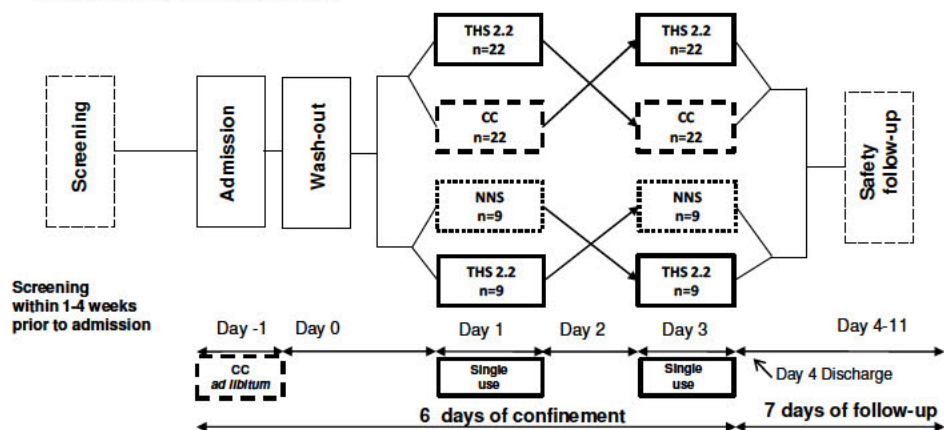 Screening
Admission
Wash-out
THS 2.2
n=22
CC
n=22
NNS
n=9
THS 2.2
n=9
THS 2.2
n=22
CC
n=22
NNS
n=9
THS 2.2
n=9
Safety
follow-up
Screening
within 1-4 weeks
prior to admission
Day -1
Day 0
Day 1
Day 2
Day 3
Day 4-11
CC
ad libitum
Single
use
Single
use
Day 4 Discharge
6 days of confinement
7 days of follow-up